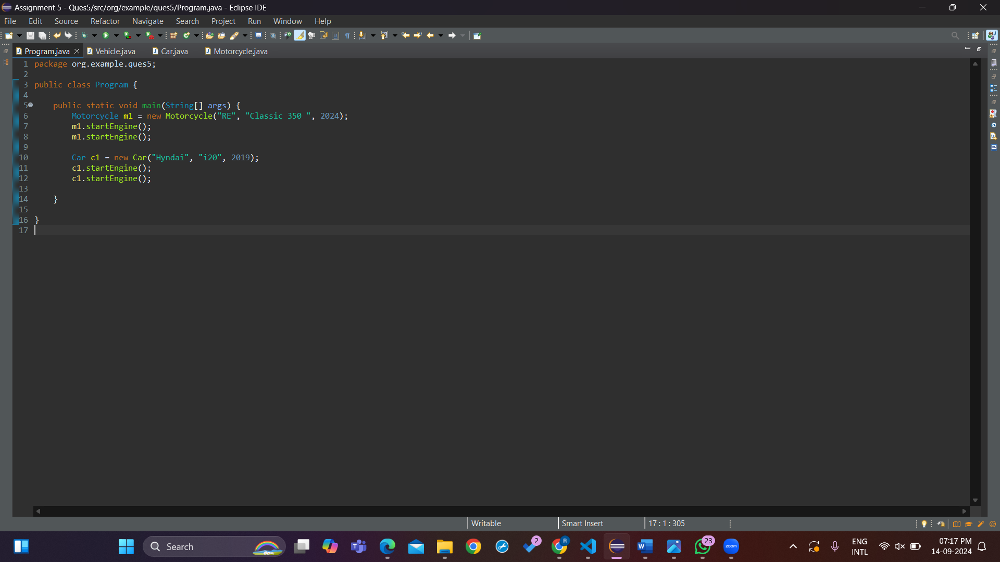 Assignment 5 - Ques5/src/org/example/ques5/Program.java - Eclipse IDE
File Edit Source Refactor Navigate Search Project Run Window Help
Program.java Vehicle.java Car.java Motorcycle.java
1 package org.example.ques5;
2
3 public class Program {
4
5 public static void main(String[] args) {
6 Motorcycle m1 = new Motorcycle("RE", "Classic 350 ", 2024);
7 m1.startEngine();
8 m1.startEngine();
9
10 Car c1 = new Car("Hyndai", "i20", 2019);
11 c1.startEngine();
12 c1.startEngine();
13
14 }
15
16 }
17
Writable Smart Insert 17 : 1 : 305
Search 2 R 23 zoom ENG INTL 07:17 PM
14-09-2024